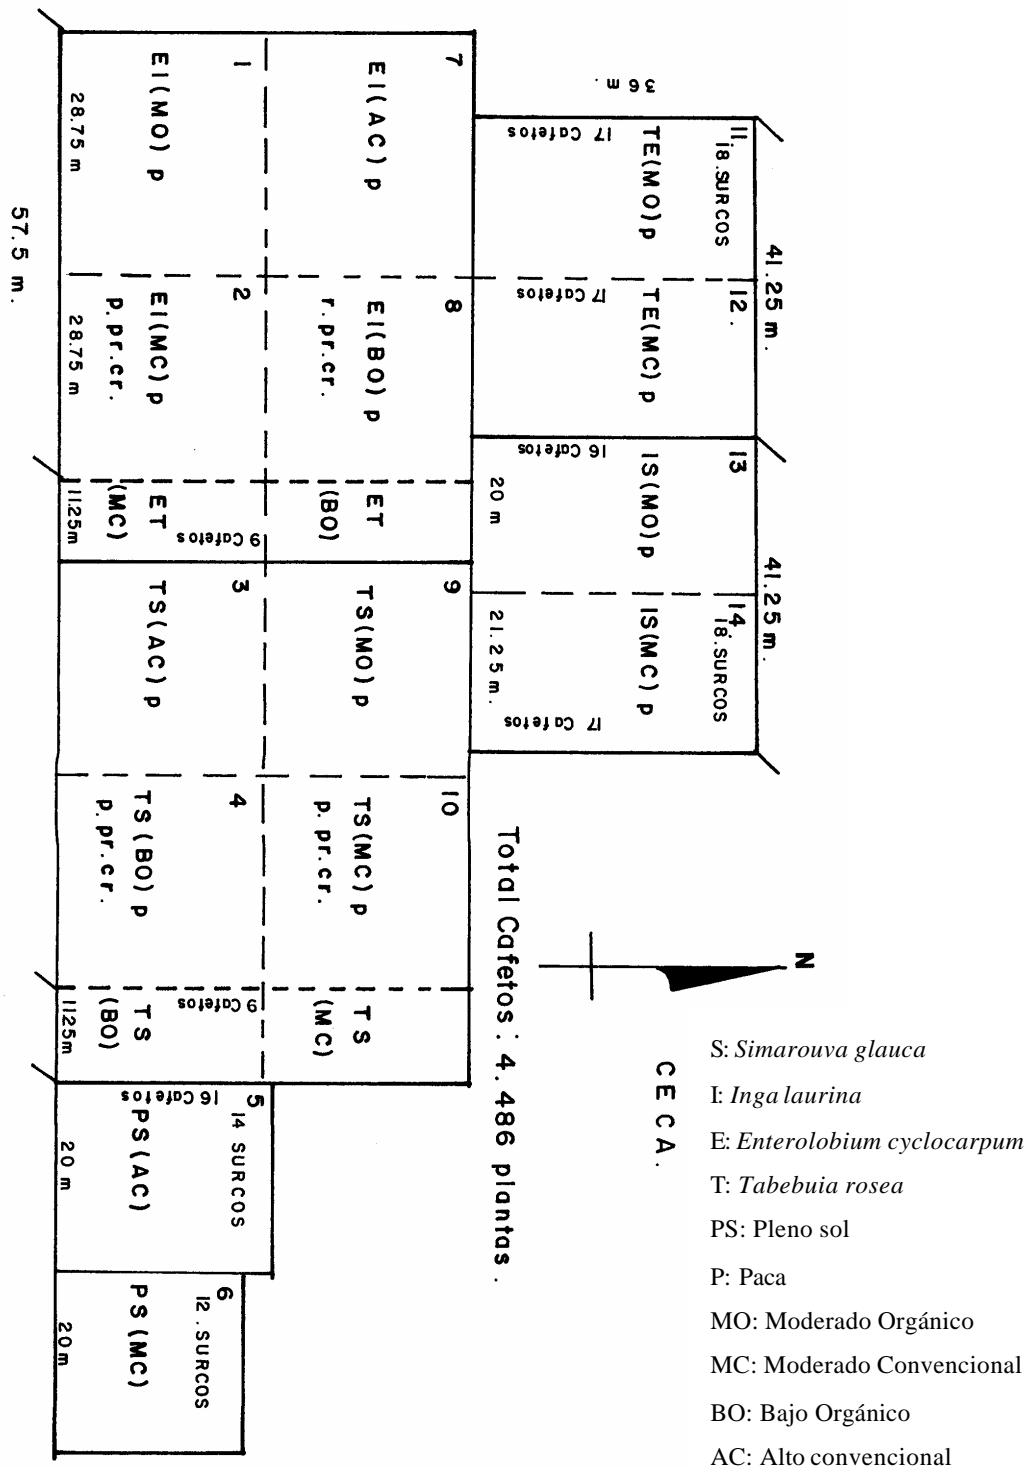 36 m.
7
EI(AC) p
1
EI(MO) p
28.75 m
57.5 m.
8
EI(BO) p
r. pr. cr.
2
EI(MC) p
p. pr. cr.
28.75 m
ET
(BO)
ET
(MC)
9 Cafetos
11.25m
9
TS(MO) p
3
TS(AC) p
10
TS(MC) p
p. pr. cr.
4
TS(BO) p
p. pr. cr.
TS
(MC)
TS
(BO)
9 Cafetos
11.25m
5
14 SURCOS
16 Cafetos
PS(AC)
20 m
6
12 . SURCOS
PS(MC)
20 m
11.
18. SURCOS
TE(MO)p
17 Cafetos
41.25 m.
12.
TE(MC) p
17 Cafetos
13
IS(MO) p
16 Cafetos
20 m
41.25 m.
14.
18. SURCOS
IS(MC) p
17 Cafetos
21.25 m.
Total Cafetos : 4. 486 plantas .
N
CECA.
S: Simarouva glauca
I: Inga laurina
E: Enterolobium cyclocarpum
T: Tabebuia rosea
PS: Pleno sol
P: Paca
MO: Moderado Orgánico
MC: Moderado Convencional
BO: Bajo Orgánico
AC: Alto convencional